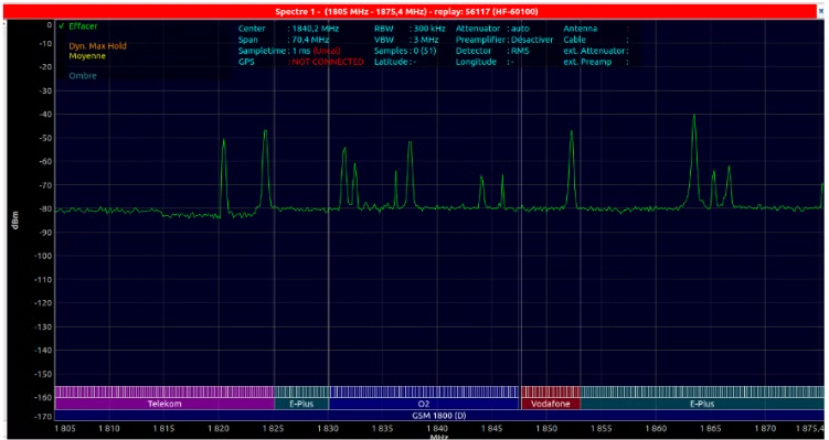 Spectre 1 - (1805 MHz - 1875,4 MHz) - replay: 56117 (HF-60100)
✓ Effacer
Dyn. Max Hold
Moyenne
Ombre
Center : 1840,2 MHz RBW : 300 kHz Attenuator : auto Antenna
Span : 70,4 MHz VBW : 3 MHz Preamplifier : Désactiver Cable :
Sampletime : 1 ms (Uncal) Samples : 0 (51) Detector : RMS ext. Attenuator :
GPS : NOT CONNECTED Latitude : - Longitude : - ext. Preamp :
0
-10
-20
-30
-40
-50
-60
-70
-80
-90
-100
-110
-120
-130
-140
-150
-160
-170
dBm
Telekom E-Plus O2 Vodafone E-Plus
GSM 1800 (D)
1 805 1 810 1 815 1 820 1 825 1 830 1 835 1 840 1 845 1 850 1 855 1 860 1 865 1 870 1 875,4
MHz